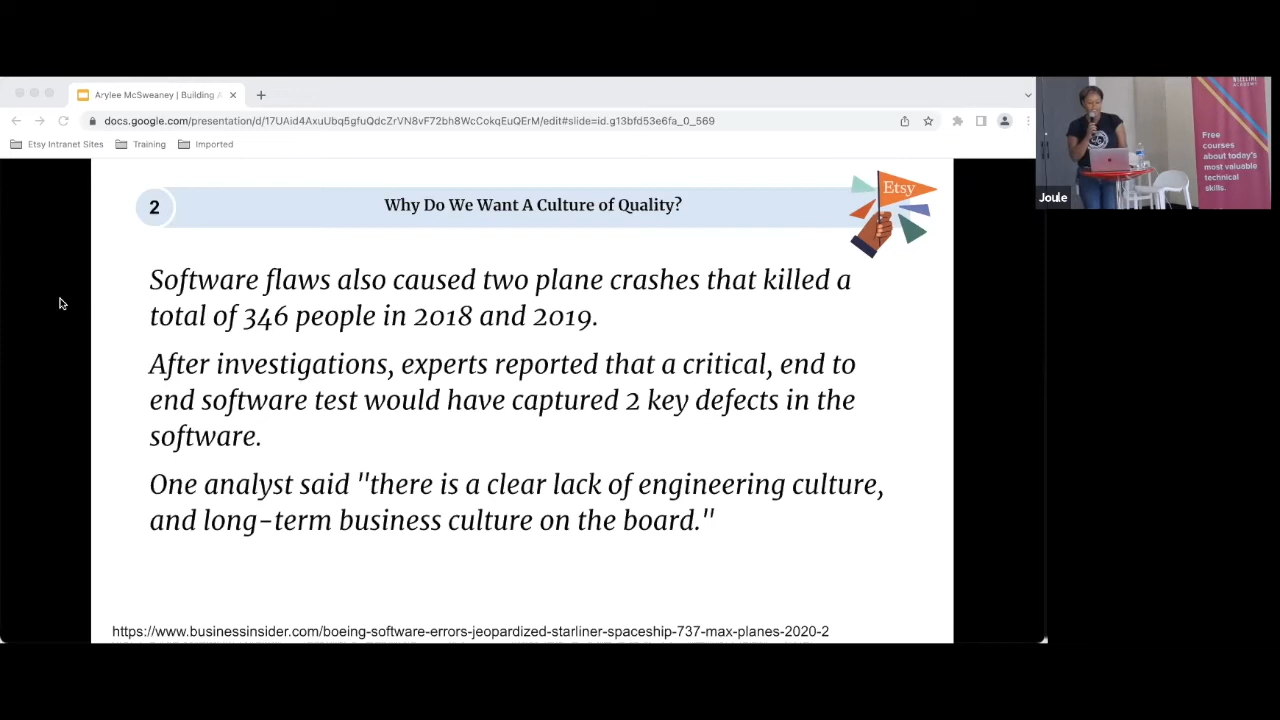 Arylee McSweaney | Building A
docs.google.com/presentation/d/17UAid4AxuUbq5gfuQdcZrVN8vF72bh8WcCokqEuQErM/edit#slide=id.g13bfd53e6fa_0_569
Etsy Intranet Sites
Training
Imported
2
Why Do We Want A Culture of Quality?
Etsy
Software flaws also caused two plane crashes that killed a
total of 346 people in 2018 and 2019.
After investigations, experts reported that a critical, end to
end software test would have captured 2 key defects in the
software.
One analyst said "there is a clear lack of engineering culture,
and long-term business culture on the board."
https://www.businessinsider.com/boeing-software-errors-jeopardized-starliner-spaceship-737-max-planes-2020-2
ACADEMY
Free
courses
about today's
most valuable
technical
skills.
Joule